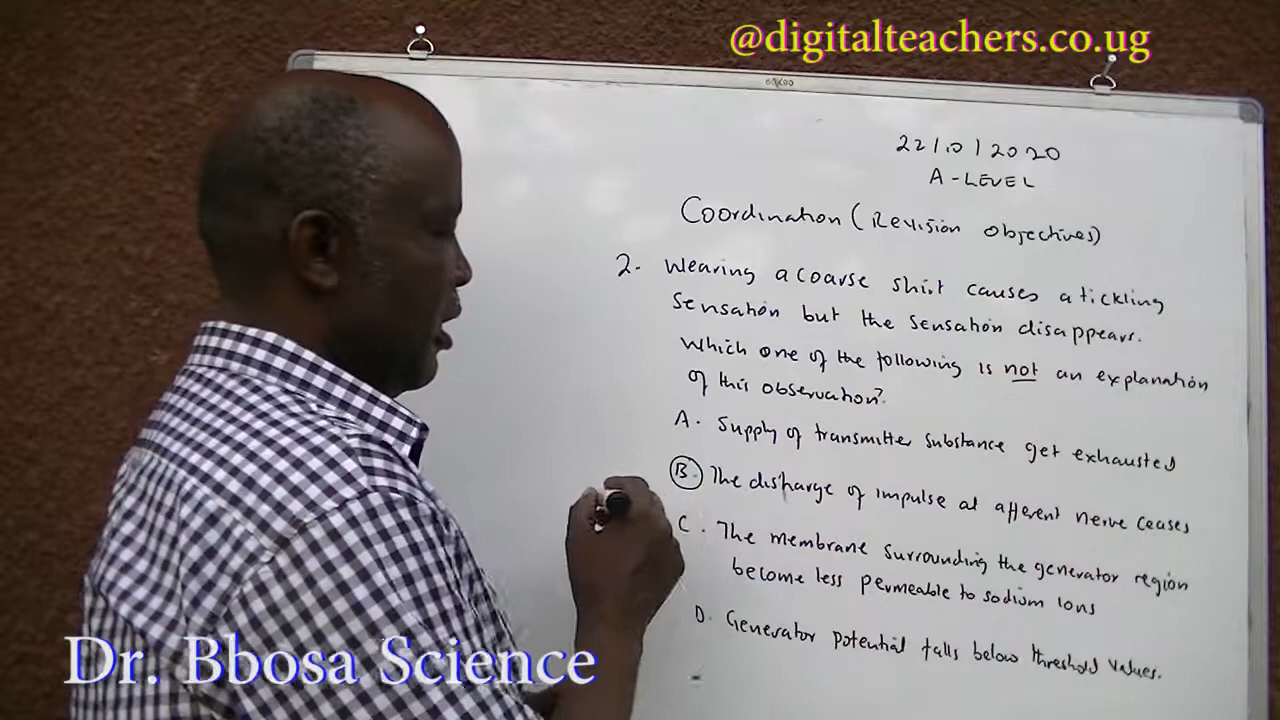 @digitalteachers.co.ug
22/10/2020
A-LEVEL
Coordination (Revision objectives)
2. Wearing a coarse shirt causes a tickling
sensation but the sensation disappears.
Which one of the following is not an explanation
of this observation?
A. Supply of transmitter substance get exhausted
B. The discharge of impulse at afferent nerve ceases
C. The membrane surrounding the generator region
become less permeable to sodium ions
D. Generator potential falls below threshold values.
Dr. Bbosa Science